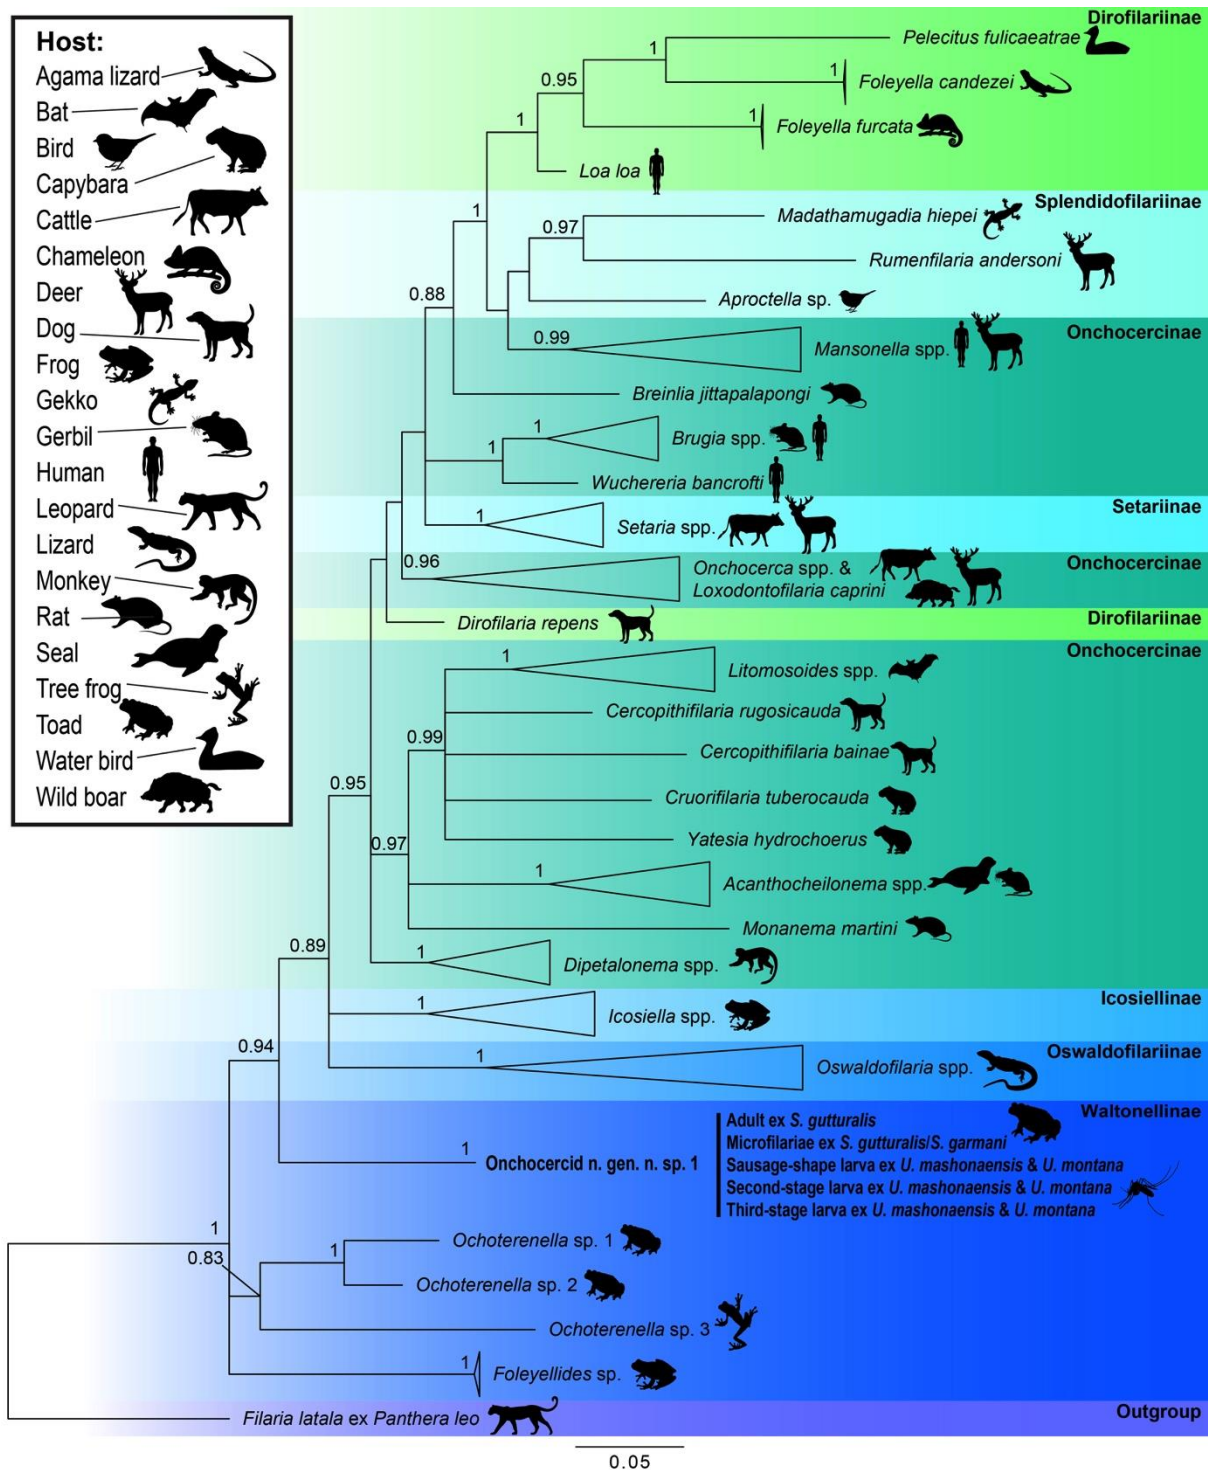 Host:
Agama lizard
Bat
Bird
Capybara
Cattle
Chameleon
Deer
Dog
Frog
Gekko
Gerbil
Human
Leopard
Lizard
Monkey
Rat
Seal
Tree frog
Toad
Water bird
Wild boar
Dirofilariinae
Pelecitus fulicaeatrae
1
0.95
1
Foleyella candezei
1
1
Foleyella furcata
Loa loa
Splendidofilariinae
1
Madathamugadia hiepei
0.97
Rumenfilaria andersoni
0.88
Aproctella sp.
Onchocercinae
0.99
Mansonella spp.
Breinlia jittapalapongi
1
Brugia spp.
1
Wuchereria bancrofti
Setariinae
1
Setaria spp.
Onchocercinae
0.96
Onchocerca spp. &
Loxodontofilaria caprini
Dirofilariinae
Dirofilaria repens
Onchocercinae
1
Litomosoides spp.
Cercopithifilaria rugosicauda
0.99
Cercopithifilaria bainae
0.95
Cruorifilaria tuberocauda
0.97
Yatesia hydrochoerus
1
Acanthocheilonema spp.
Monanema martini
0.89
1
Dipetalonema spp.
Icosiellinae
1
Icosiella spp.
0.94
Oswaldofilariinae
1
Oswaldofilaria spp.
Waltonellinae
Adult ex S. gutturalis
Microfilariae ex S. gutturalis/S. garmani
1
Onchocercid n. gen. n. sp. 1
Sausage-shape larva ex U. mashonaensis & U. montana
Second-stage larva ex U. mashonaensis & U. montana
Third-stage larva ex U. mashonaensis & U. montana
1
0.83
1
Ochoterenella sp. 1
Ochoterenella sp. 2
Ochoterenella sp. 3
1
Foleyellides sp.
Outgroup
Filaria latala ex Panthera leo
0.05